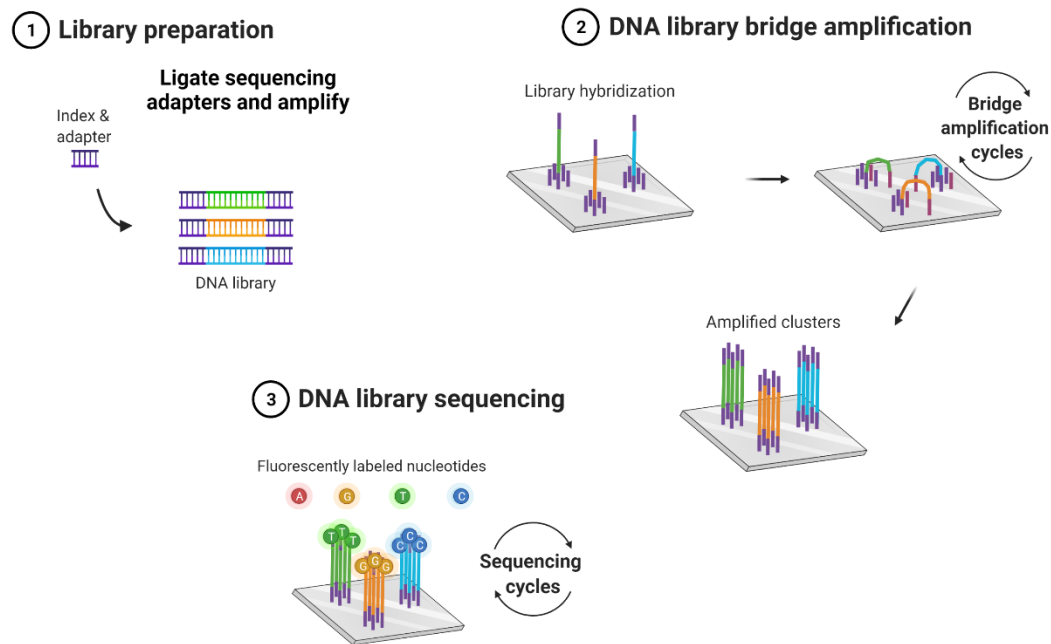 1 Library preparation
Ligate sequencing
adapters and amplify
Index &
adapter
DNA library
2 DNA library bridge amplification
Library hybridization
Bridge
amplification
cycles
Amplified clusters
3 DNA library sequencing
Fluorescently labeled nucleotides
A G T C
T T T
G G G
C C C
Sequencing
cycles